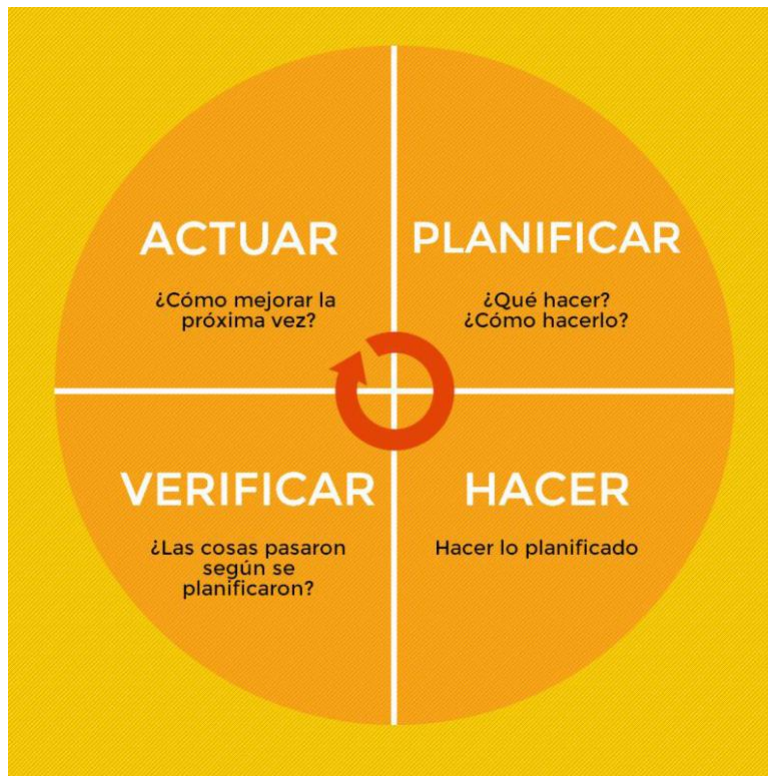 ACTUAR
¿Cómo mejorar la
próxima vez?
PLANIFICAR
¿Qué hacer?
¿Cómo hacerlo?
VERIFICAR
¿Las cosas pasaron
según se
planificaron?
HACER
Hacer lo planificado